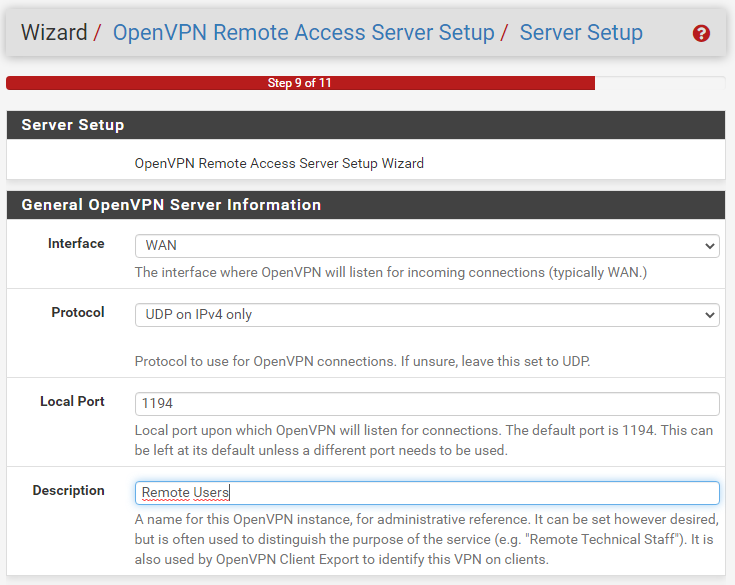 Wizard / OpenVPN Remote Access Server Setup / Server Setup
Step 9 of 11
Server Setup
OpenVPN Remote Access Server Setup Wizard
General OpenVPN Server Information
Interface
WAN
The interface where OpenVPN will listen for incoming connections (typically WAN.)
Protocol
UDP on IPv4 only
Protocol to use for OpenVPN connections. If unsure, leave this set to UDP.
Local Port
1194
Local port upon which OpenVPN will listen for connections. The default port is 1194. This can
be left at its default unless a different port needs to be used.
Description
Remote Users
A name for this OpenVPN instance, for administrative reference. It can be set however desired,
but is often used to distinguish the purpose of the service (e.g. "Remote Technical Staff"). It is
also used by OpenVPN Client Export to identify this VPN on clients.